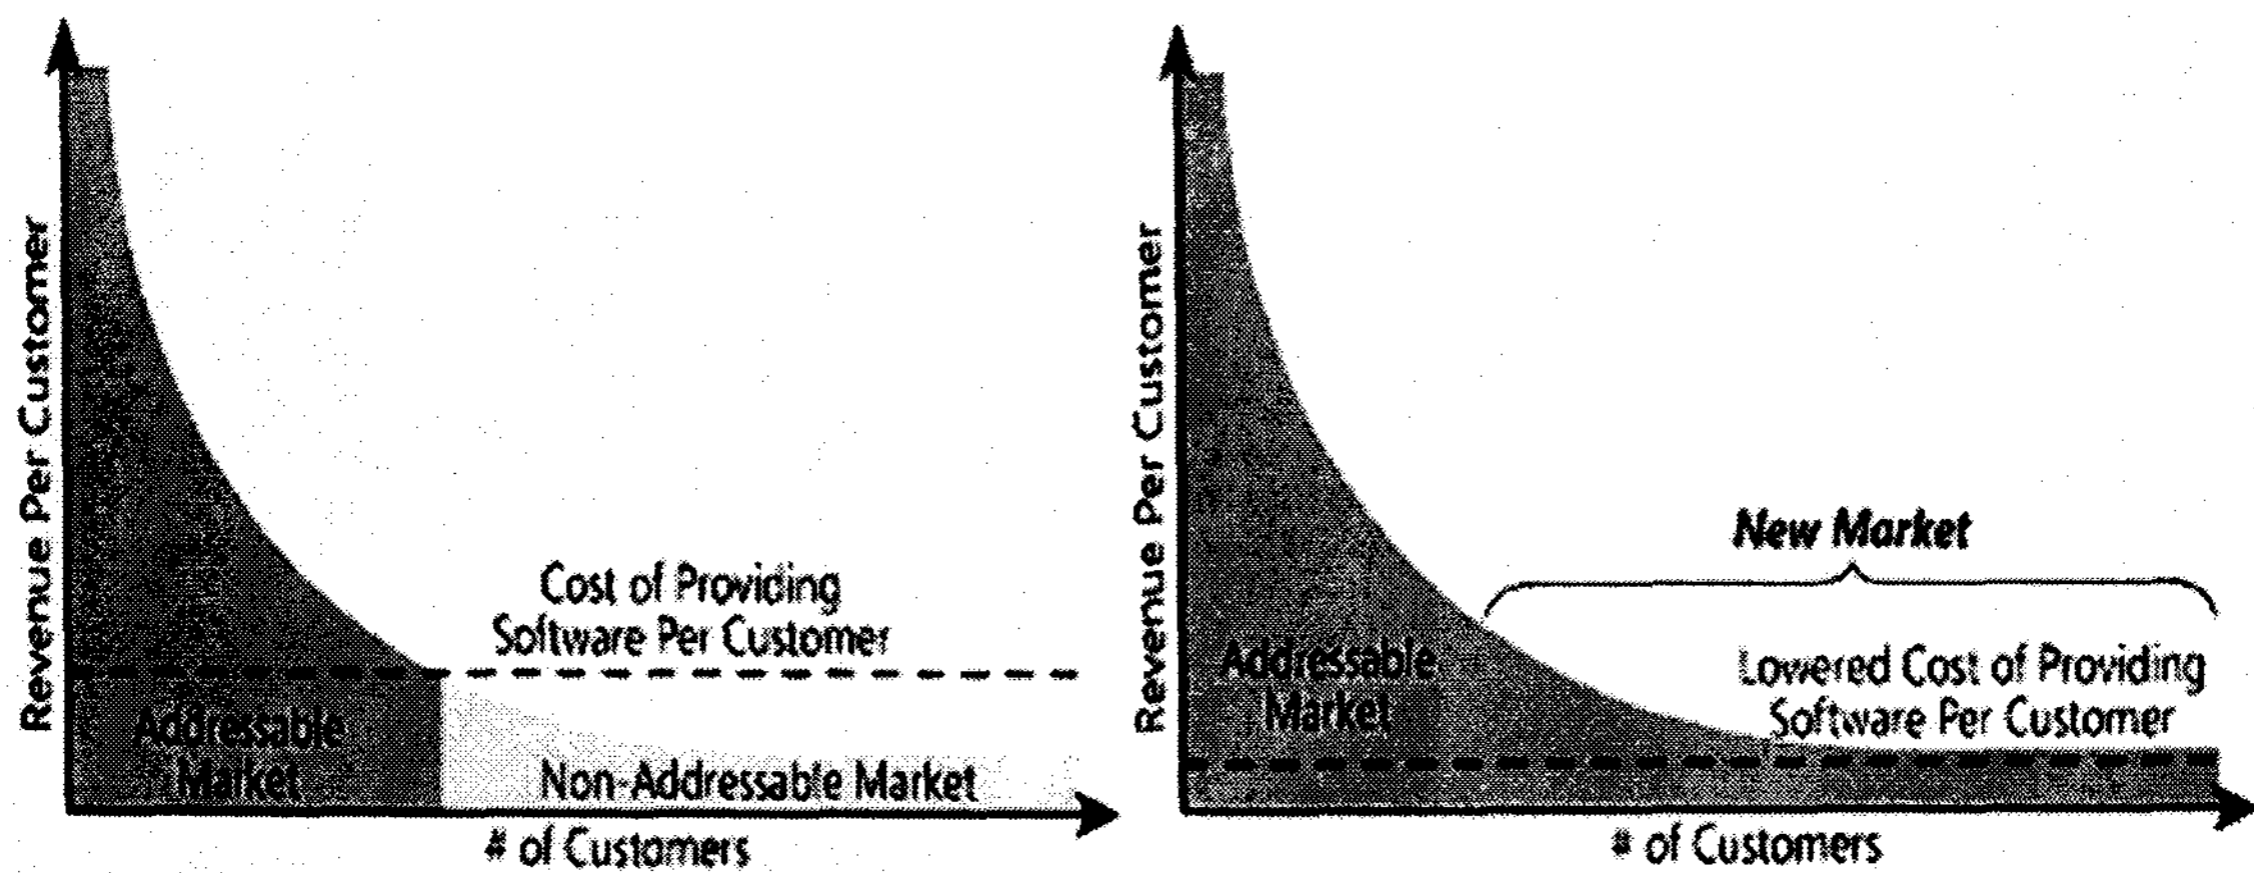 Revenue Per Customer
Cost of Providing
Software Per Customer
Addressable
Market
Non-Addressable Market
# of Customers
Revenue Per Customer
New Market
Addressable
Market
Lowered Cost of Providing
Software Per Customer
# of Customers